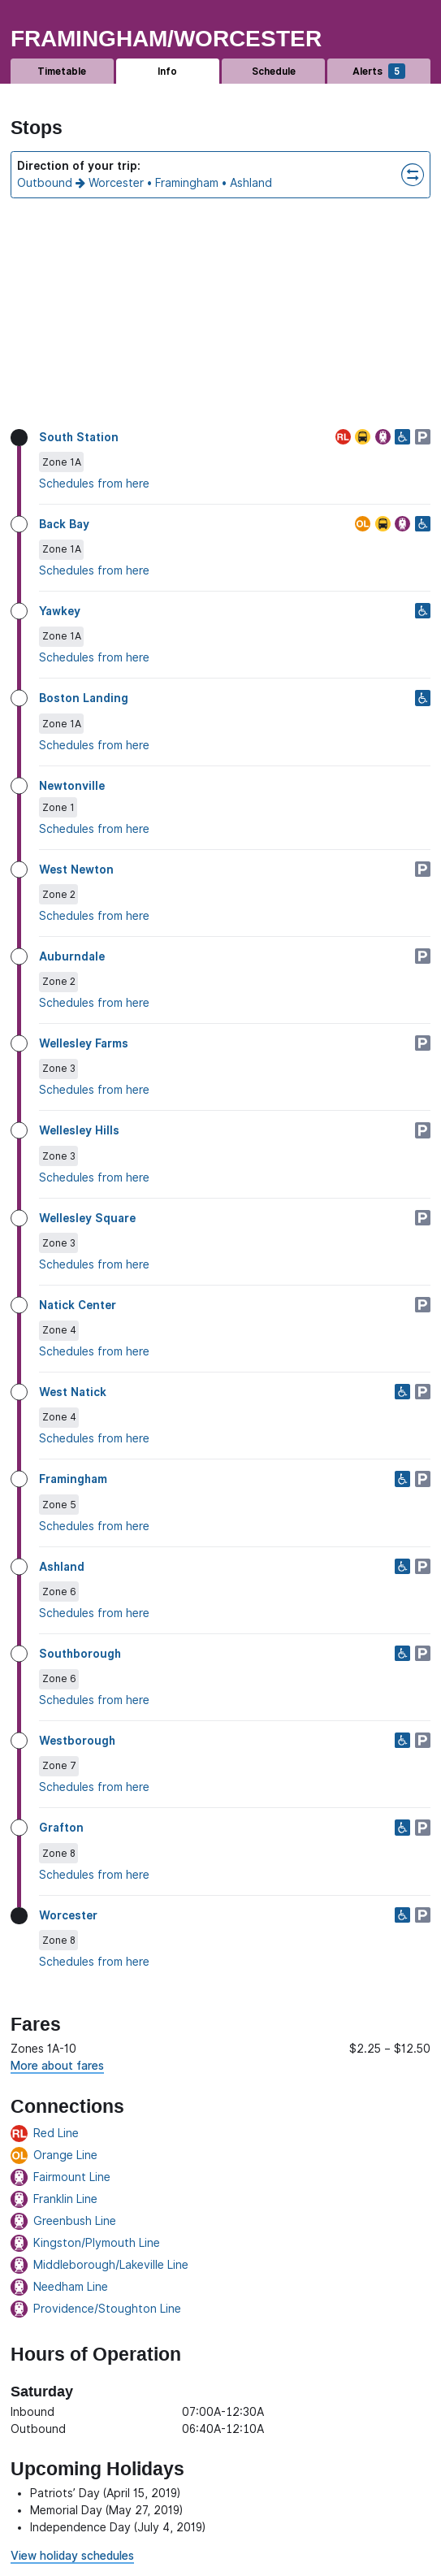 FRAMINGHAM/WORCESTER
Timetable Info Schedule Alerts 5
Stops
Direction of your trip:
Outbound → Worcester • Framingham • Ashland
South Station RL P
Zone 1A
Schedules from here
Back Bay OL
Zone 1A
Schedules from here
Yawkey
Zone 1A
Schedules from here
Boston Landing
Zone 1A
Schedules from here
Newtonville
Zone 1
Schedules from here
West Newton P
Zone 2
Schedules from here
Auburndale P
Zone 2
Schedules from here
Wellesley Farms P
Zone 3
Schedules from here
Wellesley Hills P
Zone 3
Schedules from here
Wellesley Square P
Zone 3
Schedules from here
Natick Center P
Zone 4
Schedules from here
West Natick P
Zone 4
Schedules from here
Framingham P
Zone 5
Schedules from here
Ashland P
Zone 6
Schedules from here
Southborough P
Zone 6
Schedules from here
Westborough P
Zone 7
Schedules from here
Grafton P
Zone 8
Schedules from here
Worcester P
Zone 8
Schedules from here
Fares
Zones 1A-10 $2.25 – $12.50
More about fares
Connections
RL Red Line
OL Orange Line
Fairmount Line
Franklin Line
Greenbush Line
Kingston/Plymouth Line
Middleborough/Lakeville Line
Needham Line
Providence/Stoughton Line
Hours of Operation
Saturday
Inbound 07:00A-12:30A
Outbound 06:40A-12:10A
Upcoming Holidays
• Patriots’ Day (April 15, 2019)
• Memorial Day (May 27, 2019)
• Independence Day (July 4, 2019)
View holiday schedules